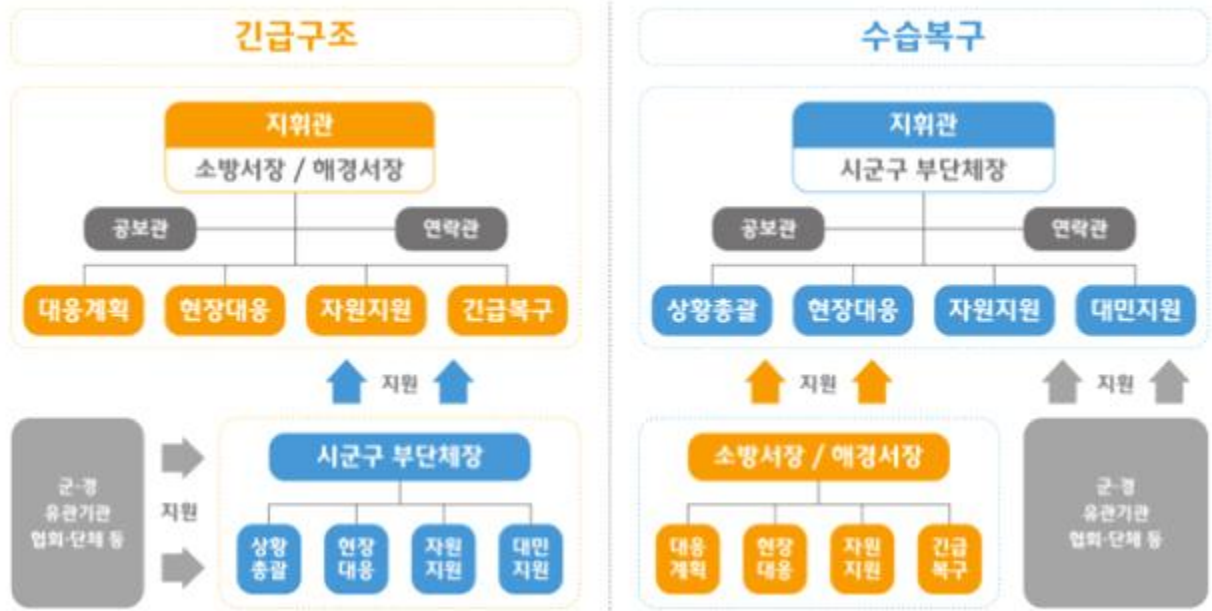 긴급구조
지휘관
소방서장 / 해경서장
공보관
연락관
대응계획
현장대응
자원지원
긴급복구
지원
군·경
유관기관
협회·단체 등
지원
시군구 부단체장
상황
총괄
현장
대응
자원
지원
대민
지원
수습복구
지휘관
시군구 부단체장
공보관
연락관
상황총괄
현장대응
자원지원
대민지원
지원
지원
소방서장 / 해경서장
대응
계획
현장
대응
자원
지원
긴급
복구
군·경
유관기관
협회·단체 등